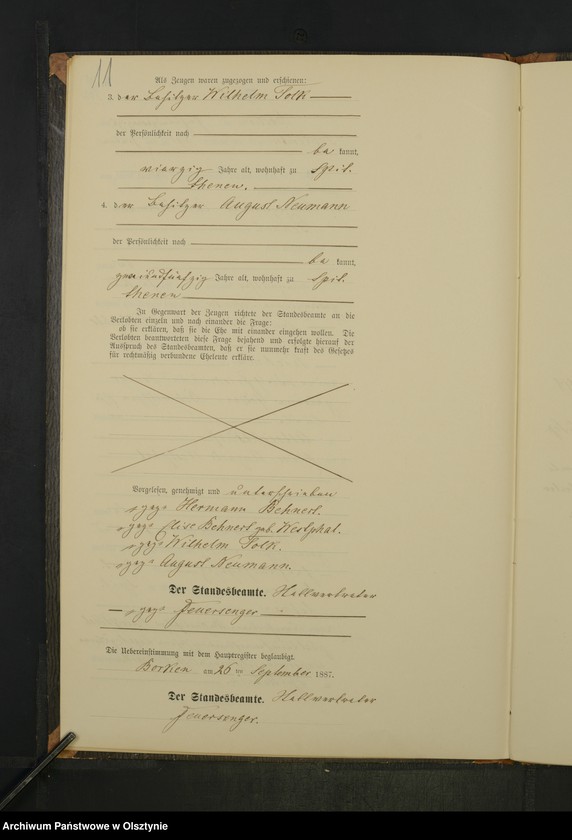 11
Als Zeugen waren zugezogen und erschienen:
3. der Besitzer Wilhelm Folk
der Persönlichkeit nach
be kannt,
vierzig Jahre alt, wohnhaft zu Spit.
thenen.
4. der Besitzer August Neumann
der Persönlichkeit nach
be kannt,
zweiundfünfzig Jahre alt, wohnhaft zu Spit.
thenen
In Gegenwart der Zeugen richtete der Standesbeamte an die
Verlobten einzeln und nach einander die Frage:
ob sie erklären, daß sie die Ehe mit einander eingehen wollen. Die
Verlobten beantworteten diese Frage bejahend und erfolgte hierauf der
Ausspruch des Standesbeamten, daß er sie nunmehr kraft des Gesetzes
für rechtmäßig verbundene Eheleute erkläre.
Vorgelesen, genehmigt und unterschrieben
gez. Hermann Behnert.
gez. Elise Behnert geb. Westphal.
gez. Wilhelm Folk.
gez. August Neumann.
Der Standesbeamte. Stellvertreter
gez. Feuersenger
Die Uebereinstimmung mit dem Hauptregister beglaubigt.
Borken am 26 ten September 1887.
Der Standesbeamte. Stellvertreter
Feuersenger.
Archiwum Państwowe w Olsztynie